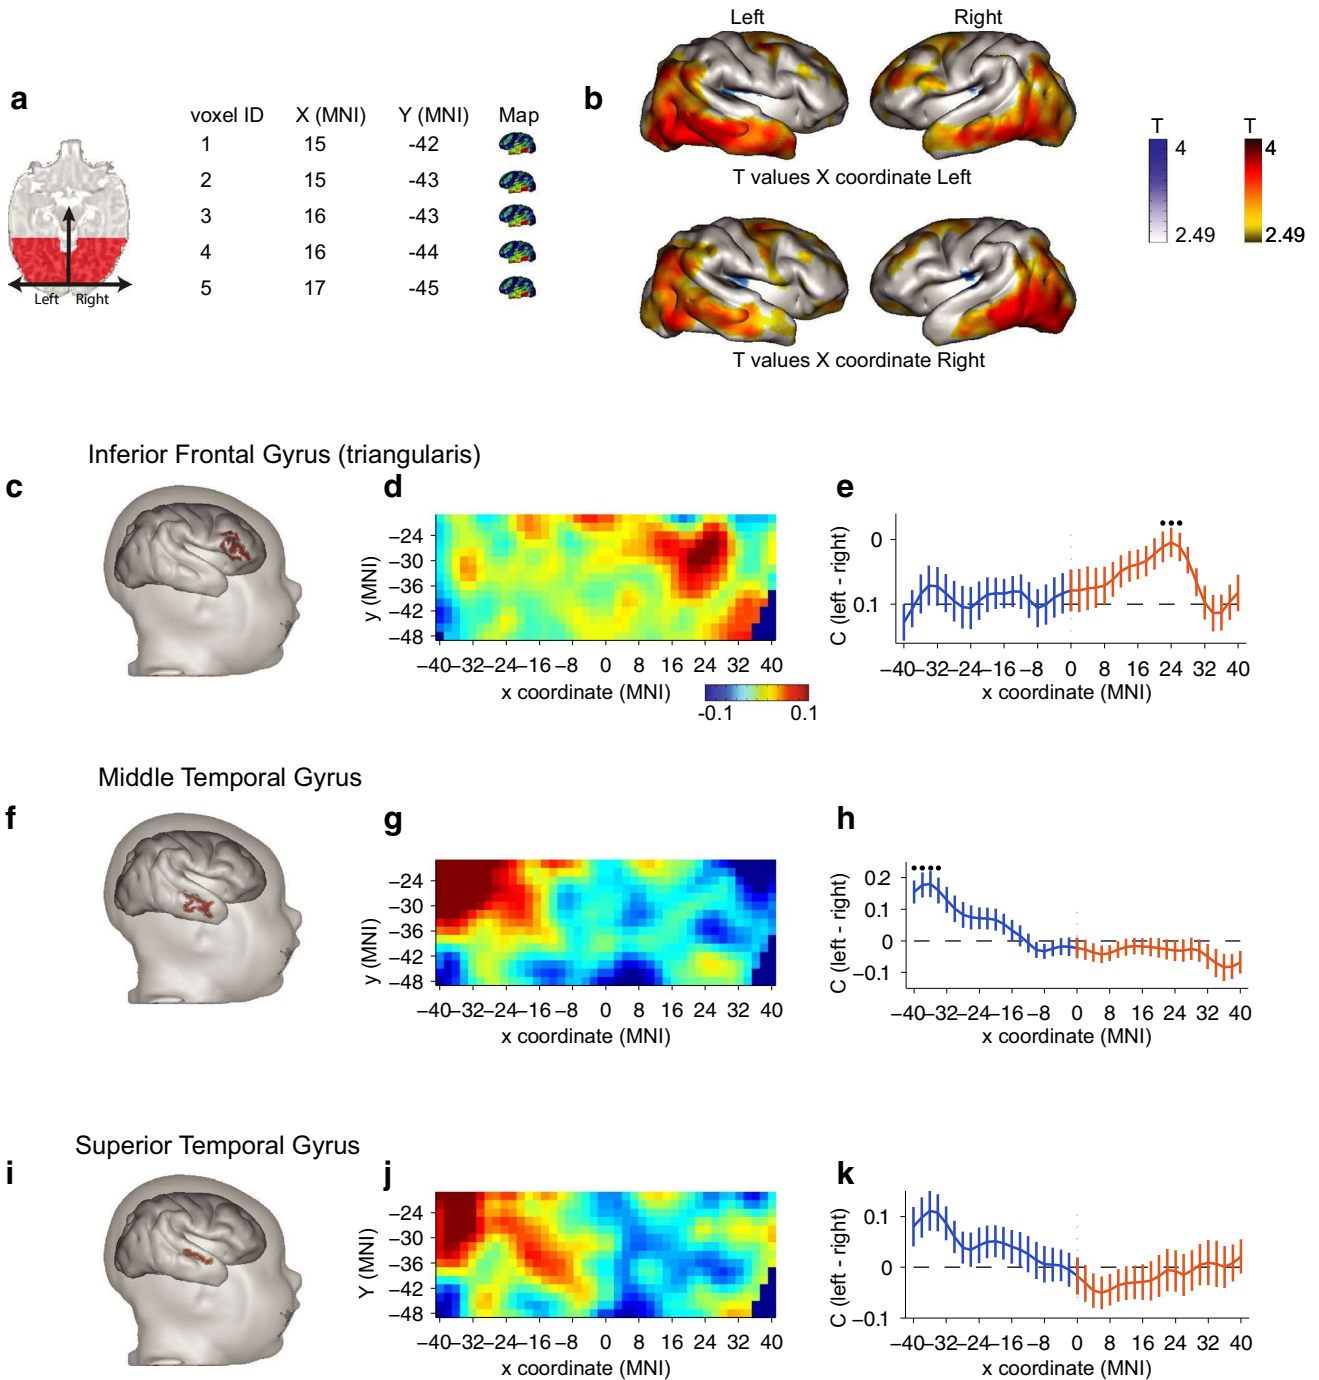 Left Right
a
b
voxel ID X (MNI) Y (MNI) Map
1 15 -42
2 15 -43
3 16 -43
4 16 -44
5 17 -45
Left Right
T values X coordinate Left
T values X coordinate Right
T T
4 4
2.49 2.49
Inferior Frontal Gyrus (triangularis)
c
d
y (MNI)
−24
−30
−36
−42
−48
−40 −32 −24 −16 −8 0 8 16 24 32 40
x coordinate (MNI)
-0.1 0.1
e
C (left - right)
0
0.1
−40 −32 −24 −16 −8 0 8 16 24 32 40
x coordinate (MNI)
Middle Temporal Gyrus
f
g
y (MNI)
−24
−30
−36
−42
−48
−40 −32 −24 −16 −8 0 8 16 24 32 40
x coordinate (MNI)
h
C (left - right)
0.2
0.1
0
−0.1
−40 −32 −24 −16 −8 0 8 16 24 32 40
x coordinate (MNI)
Superior Temporal Gyrus
i
j
Y (MNI)
−24
−30
−36
−42
−48
−40 −32 −24 −16 −8 0 8 16 24 32 40
x coordinate (MNI)
k
C (left - right)
0.1
0
−0.1
−40 −32 −24 −16 −8 0 8 16 24 32 40
x coordinate (MNI)